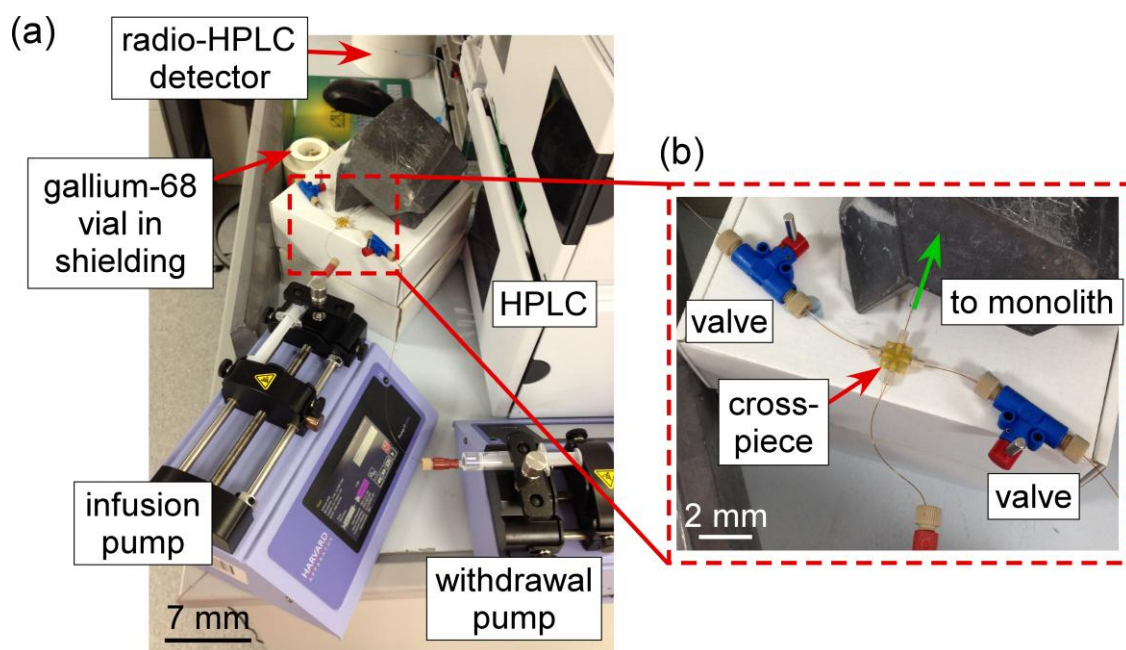 (a)
radio-HPLC
detector
gallium-68
vial in
shielding
HPLC
infusion
pump
HARVARD
APPARATUS
withdrawal
pump
7 mm
(b)
valve
to monolith
cross-
piece
valve
2 mm